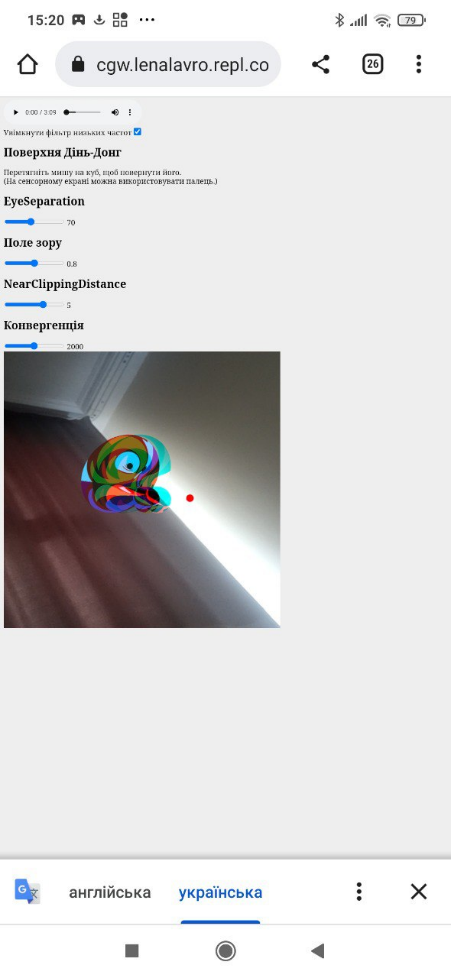 15:20
79
cgw.lenalavro.repl.co
26
0:00 / 3:09
Увімкнути фільтр низьких частот
Поверхня Дінь-Донг
Перетягніть мишу на куб, щоб повернути його.
(На сенсорному екрані можна використовувати палець.)
EyeSeparation
70
Поле зору
0.8
NearClippingDistance
5
Конвергенція
2000
G 文
англійська українська